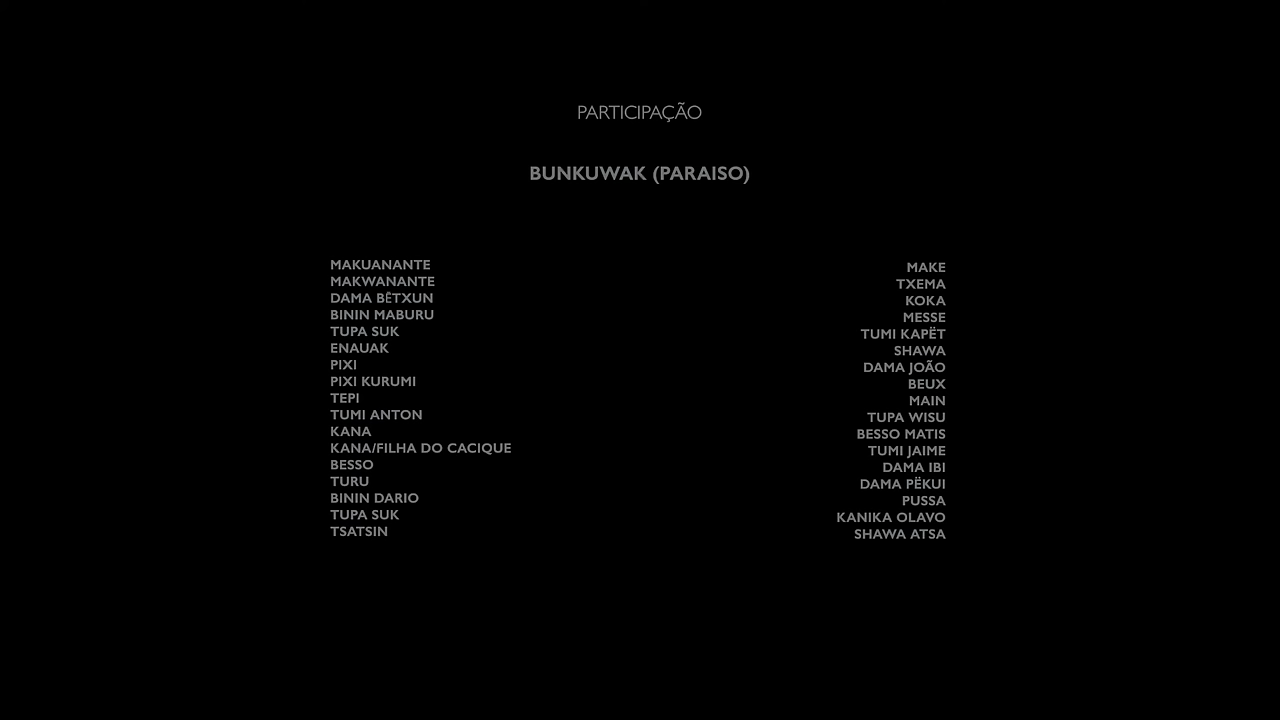 PARTICIPAÇÃO
BUNKUWAK (PARAISO)
MAKUANANTE
MAKWANANTE
DAMA BÊTXUN
BININ MABURU
TUPA SUK
ENAUAK
PIXI
PIXI KURUMI
TEPI
TUMI ANTON
KANA
KANA/FILHA DO CACIQUE
BESSO
TURU
BININ DARIO
TUPA SUK
TSATSIN
MAKE
TXEMA
KOKA
MESSE
TUMI KAPËT
SHAWA
DAMA JOÃO
BEUX
MAIN
TUPA WISU
BESSO MATIS
TUMI JAIME
DAMA IBI
DAMA PËKUI
PUSSA
KANIKA OLAVO
SHAWA ATSA